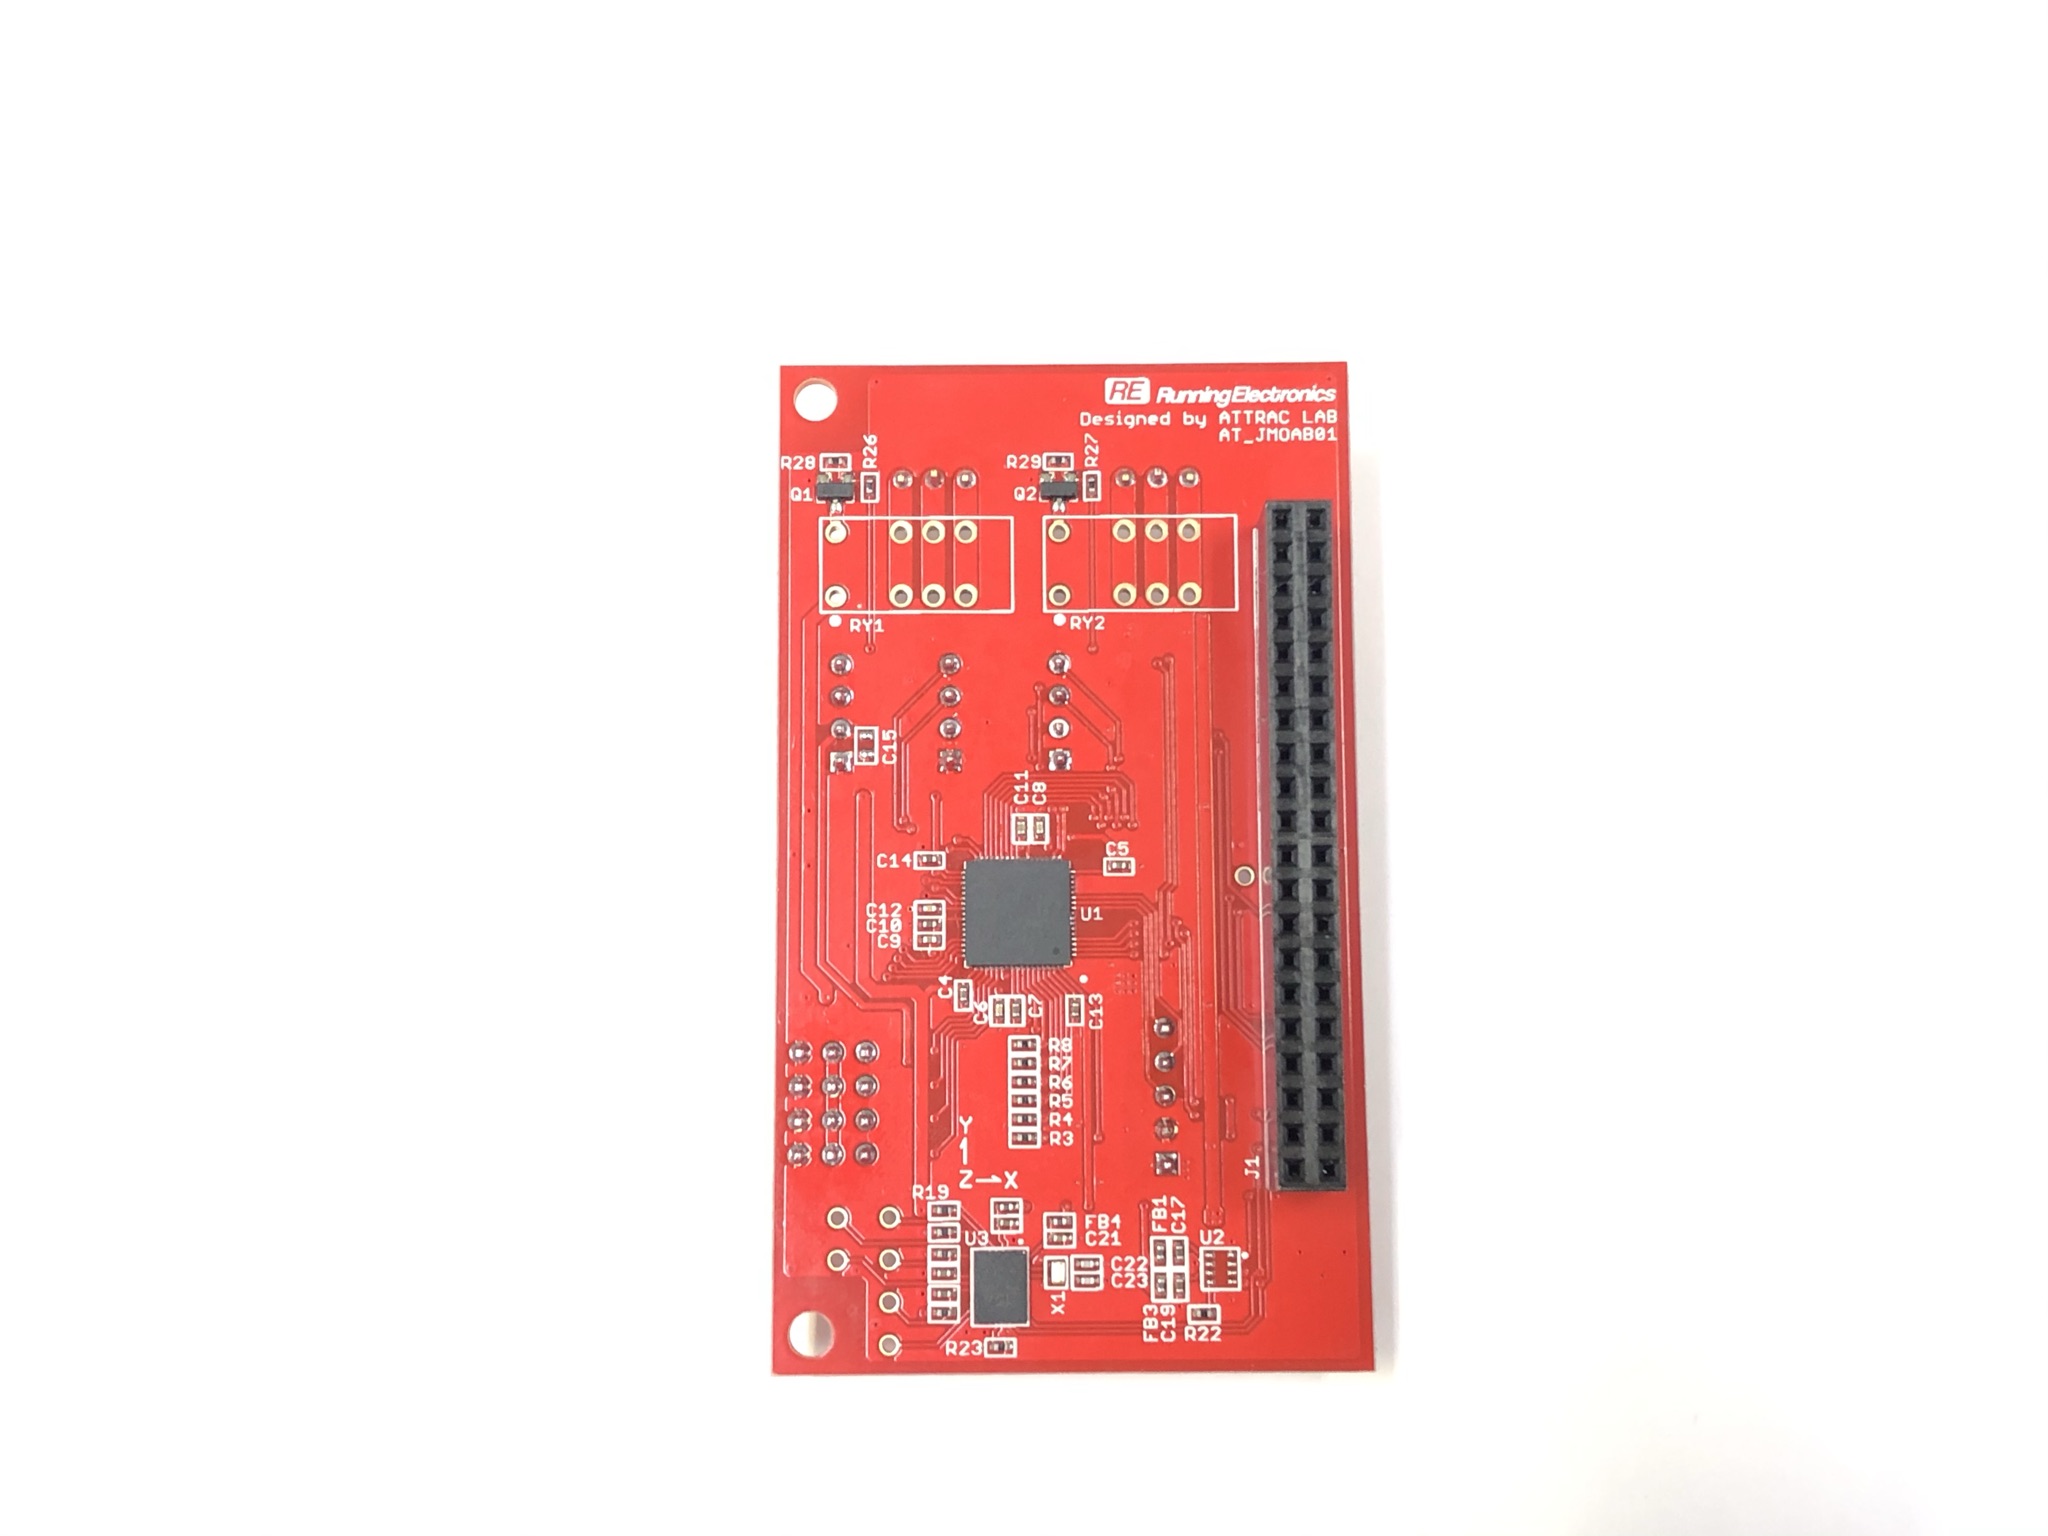 RE RunningElectronics
Designed by ATTRAC LAB
AT_JMOAB01
R28
R26
Q1
R29
R27
Q2
RY1
RY2
C15
C11
C8
C14
C5
C12
C10
C9
U1
C4
C6
C7
C13
R8
R7
R6
R5
R4
R3
Y
Z
X
J1
R19
U3
FB4
C21
FB1
C17
U2
C22
C23
X1
FB3
C19
R22
R23